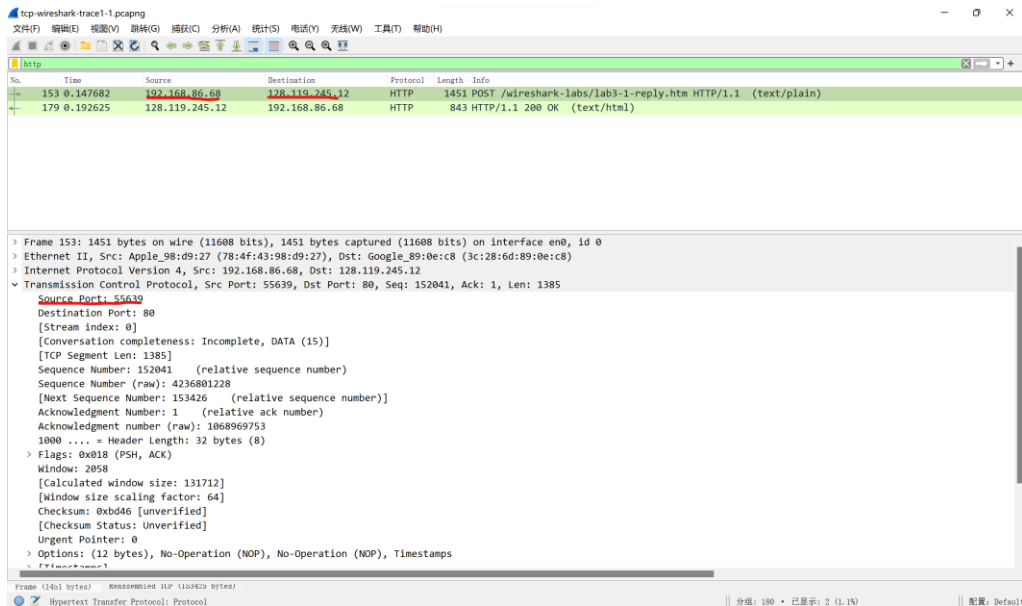 tcp-wireshark-trace1-1.pcapng
文件(F) 编辑(E) 视图(V) 跳转(G) 捕获(C) 分析(A) 统计(S) 电话(Y) 无线(W) 工具(T) 帮助(H)
http
No. Time Source Destination Protocol Length Info
153 0.147682 192.168.86.68 128.119.245.12 HTTP 1451 POST /wireshark-labs/lab3-1-reply.htm HTTP/1.1 (text/plain)
179 0.192625 128.119.245.12 192.168.86.68 HTTP 843 HTTP/1.1 200 OK (text/html)
> Frame 153: 1451 bytes on wire (11608 bits), 1451 bytes captured (11608 bits) on interface en0, id 0
> Ethernet II, Src: Apple_98:d9:27 (78:4f:43:98:d9:27), Dst: Google_89:0e:c8 (3c:28:6d:89:0e:c8)
> Internet Protocol Version 4, Src: 192.168.86.68, Dst: 128.119.245.12
Transmission Control Protocol, Src Port: 55639, Dst Port: 80, Seq: 152041, Ack: 1, Len: 1385
Source Port: 55639
Destination Port: 80
[Stream index: 0]
[Conversation completeness: Incomplete, DATA (15)]
[TCP Segment Len: 1385]
Sequence Number: 152041 (relative sequence number)
Sequence Number (raw): 4236801228
[Next Sequence Number: 153426 (relative sequence number)]
Acknowledgment Number: 1 (relative ack number)
Acknowledgment number (raw): 1068969753
1000 .... = Header Length: 32 bytes (8)
> Flags: 0x018 (PSH, ACK)
Window: 2058
[Calculated window size: 131712]
[Window size scaling factor: 64]
Checksum: 0xbd46 [unverified]
[Checksum Status: Unverified]
Urgent Pointer: 0
> Options: (12 bytes), No-Operation (NOP), No-Operation (NOP), Timestamps
> [Timestamps]
Frame (1451 bytes) Reassembled TCP (153425 bytes)
Hypertext Transfer Protocol: Protocol 分组: 180 • 已显示: 2 (1.1%) 配置: Default